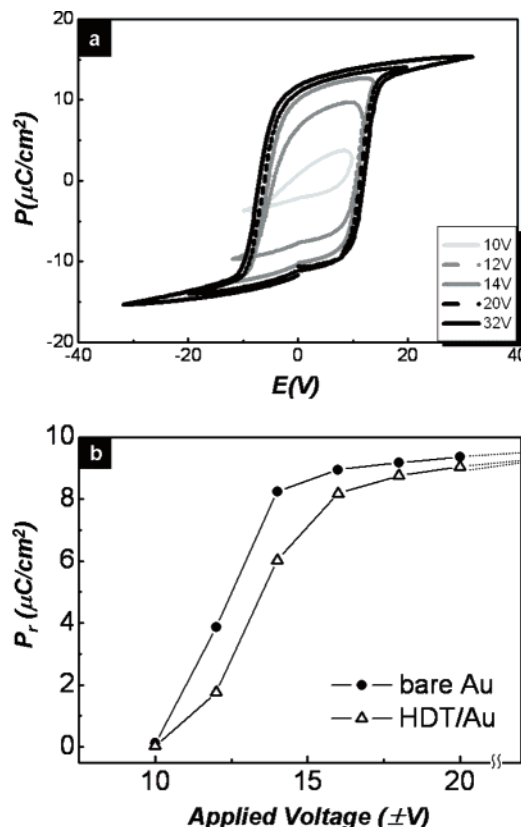 a
20
10
0
-10
-20
P(μC/cm²)
-40 -20 0 20 40
E(V)
10V
12V
14V
20V
32V
b
10
8
6
4
2
0
Pr (μC/cm²)
bare Au
HDT/Au
10 15 20
Applied Voltage (±V)